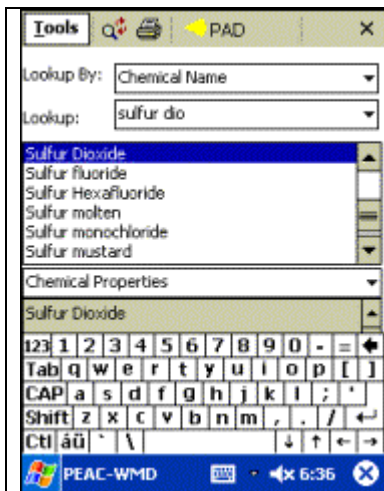 Tools PAD ×
Lookup By: Chemical Name
Lookup: sulfur dio
Sulfur Dioxide
Sulfur fluoride
Sulfur Hexafluoride
Sulfur molten
Sulfur monochloride
Sulfur mustard
Chemical Properties
Sulfur Dioxide
123 1 2 3 4 5 6 7 8 9 0 - =
Tab q w e r t y u i o p [ ]
CAP a s d f g h j k l ; '
Shift z x c v b n m , . /
Ctl áü ` \
PEAC-WMD 6:36